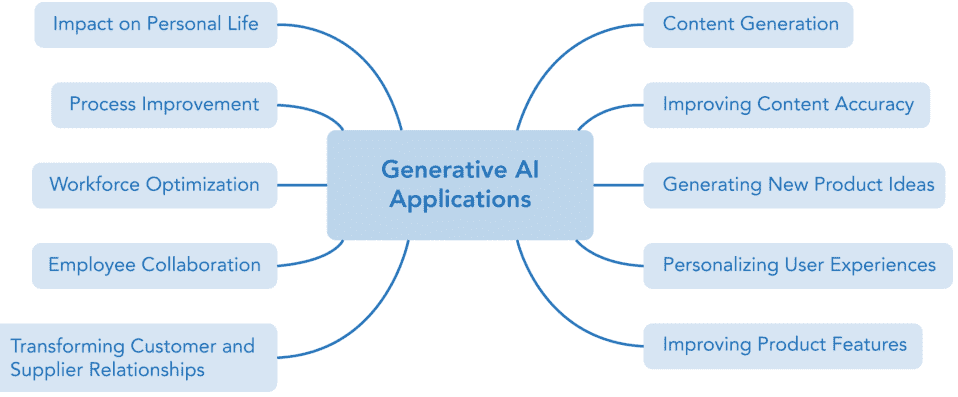 Impact on Personal Life
Process Improvement
Workforce Optimization
Employee Collaboration
Transforming Customer and
Supplier Relationships
Generative AI
Applications
Content Generation
Improving Content Accuracy
Generating New Product Ideas
Personalizing User Experiences
Improving Product Features